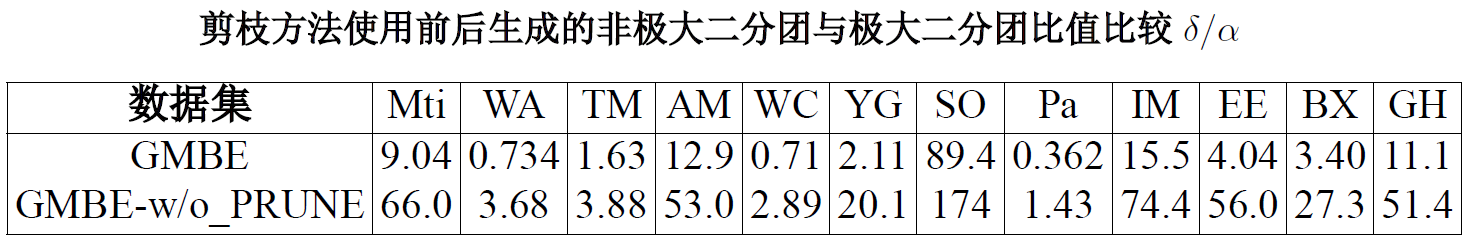 剪枝方法使用前后生成的非极大二分团与极大二分团比值比较 δ/α
数据集 Mti WA TM AM WC YG SO Pa IM EE BX GH
GMBE 9.04 0.734 1.63 12.9 0.71 2.11 89.4 0.362 15.5 4.04 3.40 11.1
GMBE-w/o_PRUNE 66.0 3.68 3.88 53.0 2.89 20.1 174 1.43 74.4 56.0 27.3 51.4